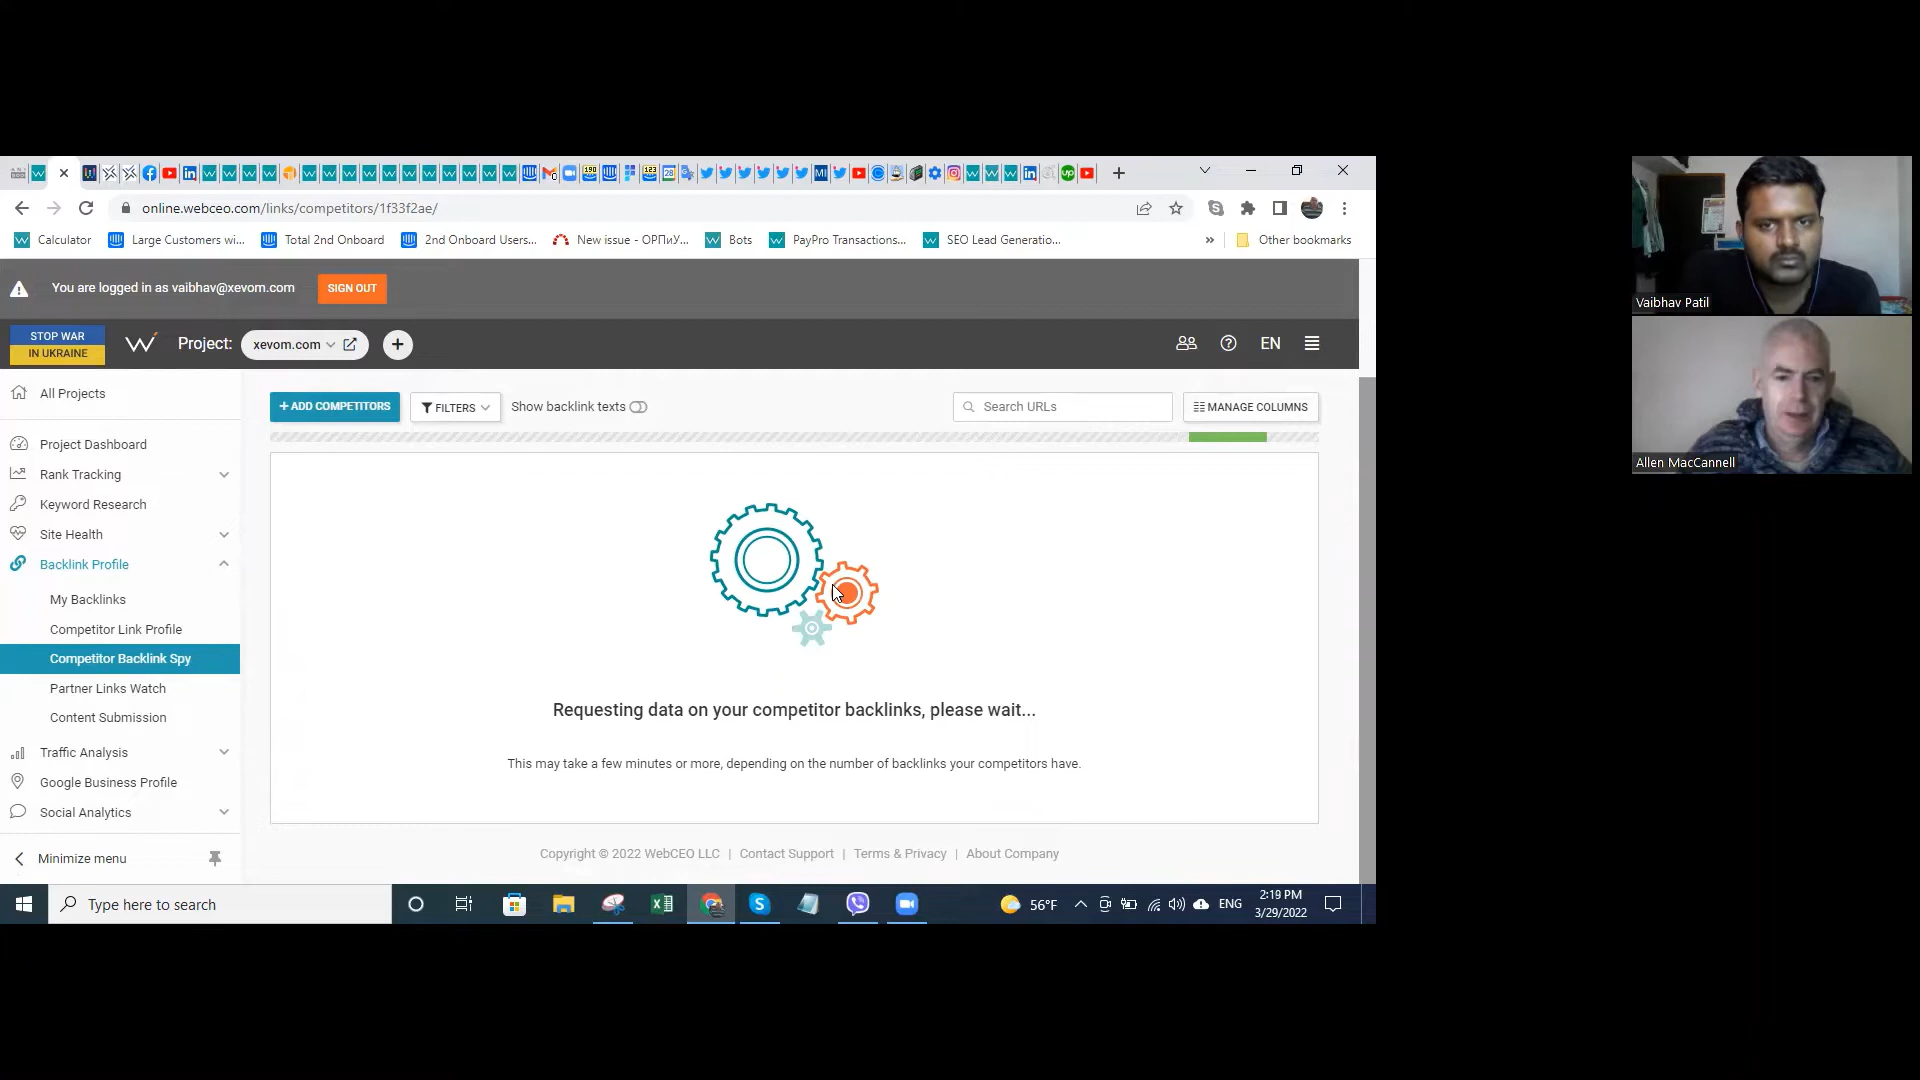 online.webceo.com/links/competitors/1f33f2ae/
Calculator
Large Customers wi...
Total 2nd Onboard
2nd Onboard Users...
New issue - ОРПиУ...
Bots
PayPro Transactions...
SEO Lead Generatio...
»
Other bookmarks
You are logged in as vaibhav@xevom.com
SIGN OUT
STOP WAR
IN UKRAINE
Project:
xevom.com
EN
All Projects
+ ADD COMPETITORS
FILTERS
Show backlink texts
Search URLs
MANAGE COLUMNS
Project Dashboard
Rank Tracking
Keyword Research
Site Health
Backlink Profile
My Backlinks
Competitor Link Profile
Competitor Backlink Spy
Partner Links Watch
Content Submission
Traffic Analysis
Google Business Profile
Social Analytics
Minimize menu
Requesting data on your competitor backlinks, please wait...
This may take a few minutes or more, depending on the number of backlinks your competitors have.
Copyright © 2022 WebCEO LLC | Contact Support | Terms & Privacy | About Company
Type here to search
56°F
ENG
2:19 PM
3/29/2022
Vaibhav Patil
Allen MacCannell